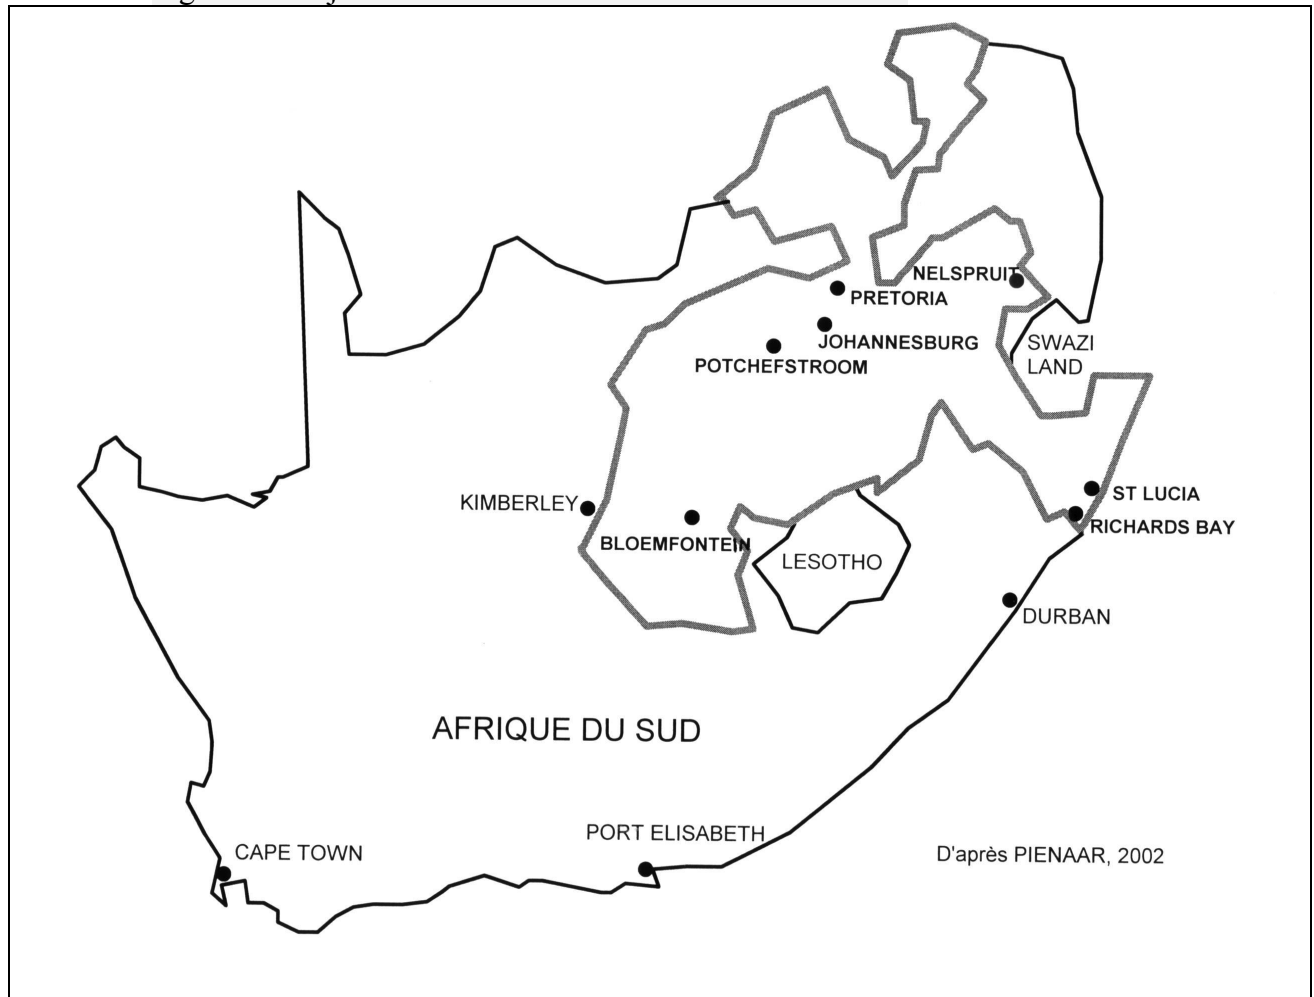 NELSPRUIT
PRETORIA
JOHANNESBURG
POTCHEFSTROOM
SWAZI
LAND
KIMBERLEY
BLOEMFONTEIN
ST LUCIA
RICHARDS BAY
LESOTHO
DURBAN
AFRIQUE DU SUD
PORT ELISABETH
CAPE TOWN
D'après PIENAAR, 2002